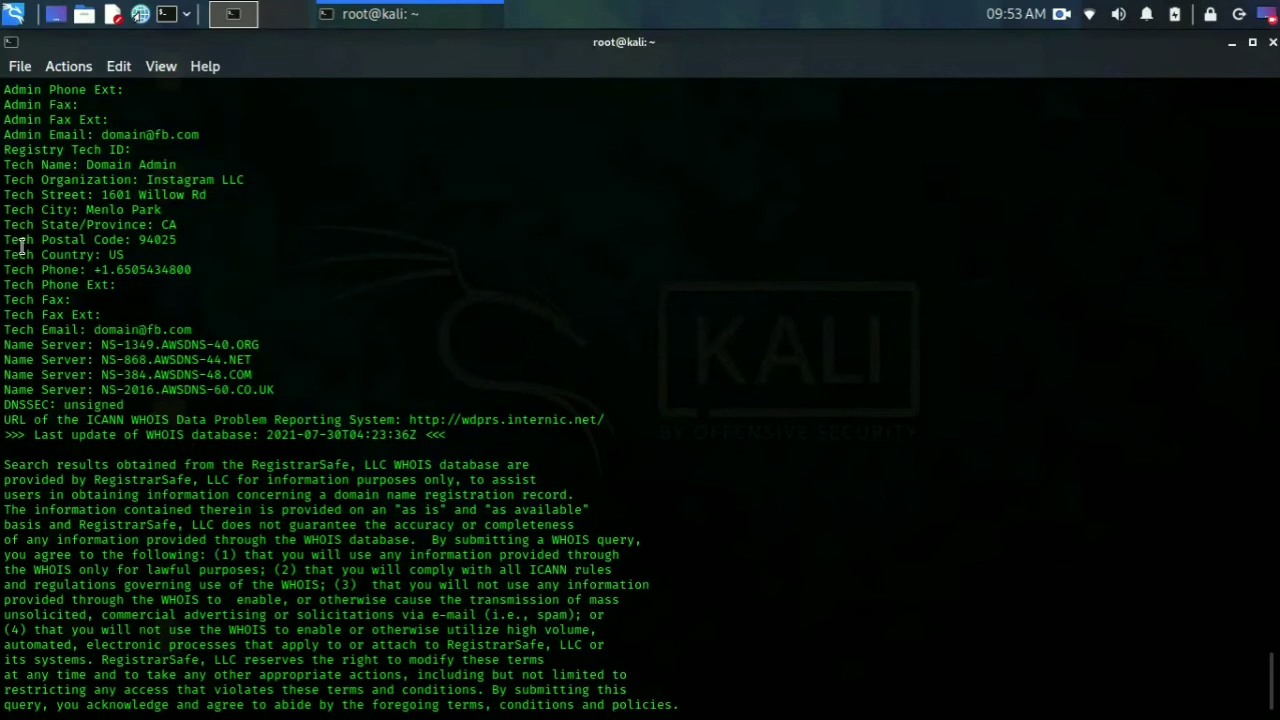 root@kali: ~
09:53 AM
root@kali: ~
File Actions Edit View Help
Admin Phone Ext:
Admin Fax:
Admin Fax Ext:
Admin Email: domain@fb.com
Registry Tech ID:
Tech Name: Domain Admin
Tech Organization: Instagram LLC
Tech Street: 1601 Willow Rd
Tech City: Menlo Park
Tech State/Province: CA
Tech Postal Code: 94025
Tech Country: US
Tech Phone: +1.6505434800
Tech Phone Ext:
Tech Fax:
Tech Fax Ext:
Tech Email: domain@fb.com
Name Server: NS-1349.AWSDNS-40.ORG
Name Server: NS-868.AWSDNS-44.NET
Name Server: NS-384.AWSDNS-48.COM
Name Server: NS-2016.AWSDNS-60.CO.UK
DNSSEC: unsigned
URL of the ICANN WHOIS Data Problem Reporting System: http://wdprs.internic.net/
>>> Last update of WHOIS database: 2021-07-30T04:23:36Z <<<
Search results obtained from the RegistrarSafe, LLC WHOIS database are
provided by RegistrarSafe, LLC for information purposes only, to assist
users in obtaining information concerning a domain name registration record.
The information contained therein is provided on an "as is" and "as available"
basis and RegistrarSafe, LLC does not guarantee the accuracy or completeness
of any information provided through the WHOIS database.  By submitting a WHOIS query,
you agree to the following: (1) that you will use any information provided through
the WHOIS only for lawful purposes; (2) that you will comply with all ICANN rules
and regulations governing use of the WHOIS; (3)  that you will not use any information
provided through the WHOIS to  enable, or otherwise cause the transmission of mass
unsolicited, commercial advertising or solicitations via e-mail (i.e., spam); or
(4) that you will not use the WHOIS to enable or otherwise utilize high volume,
automated, electronic processes that apply to or attach to RegistrarSafe, LLC or
its systems. RegistrarSafe, LLC reserves the right to modify these terms
at any time and to take any other appropriate actions, including but not limited to
restricting any access that violates these terms and conditions. By submitting this
query, you acknowledge and agree to abide by the foregoing terms, conditions and policies.
KALI
BY OFFENSIVE SECURITY